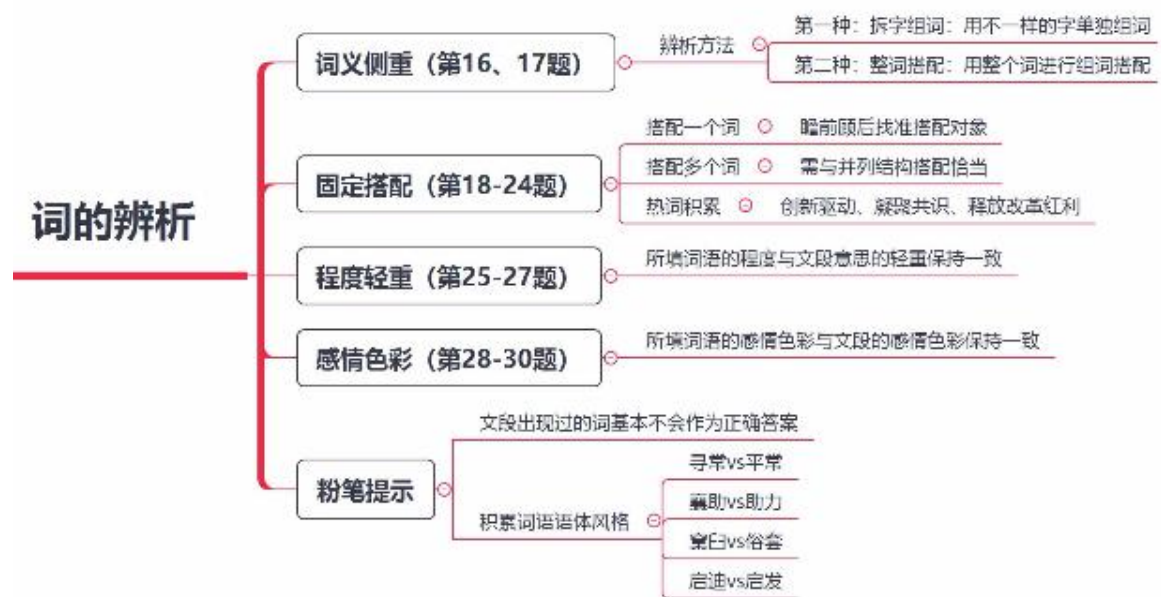 词的辨析
词义侧重（第16、17题）
辨析方法
第一种：拆字组词：用不一样的字单独组词
第二种：整词搭配：用整个词进行组词搭配
固定搭配（第18-24题）
搭配一个词
瞻前顾后找准搭配对象
搭配多个词
需与并列结构搭配恰当
热词积累
创新驱动、凝聚共识、释放改革红利
程度轻重（第25-27题）
所填词语的程度与文段意思的轻重保持一致
感情色彩（第28-30题）
所填词语的感情色彩与文段的感情色彩保持一致
粉笔提示
文段出现过的词基本不会作为正确答案
积累词语语体风格
寻常vs平常
襄助vs助力
窠臼vs俗套
启迪vs启发